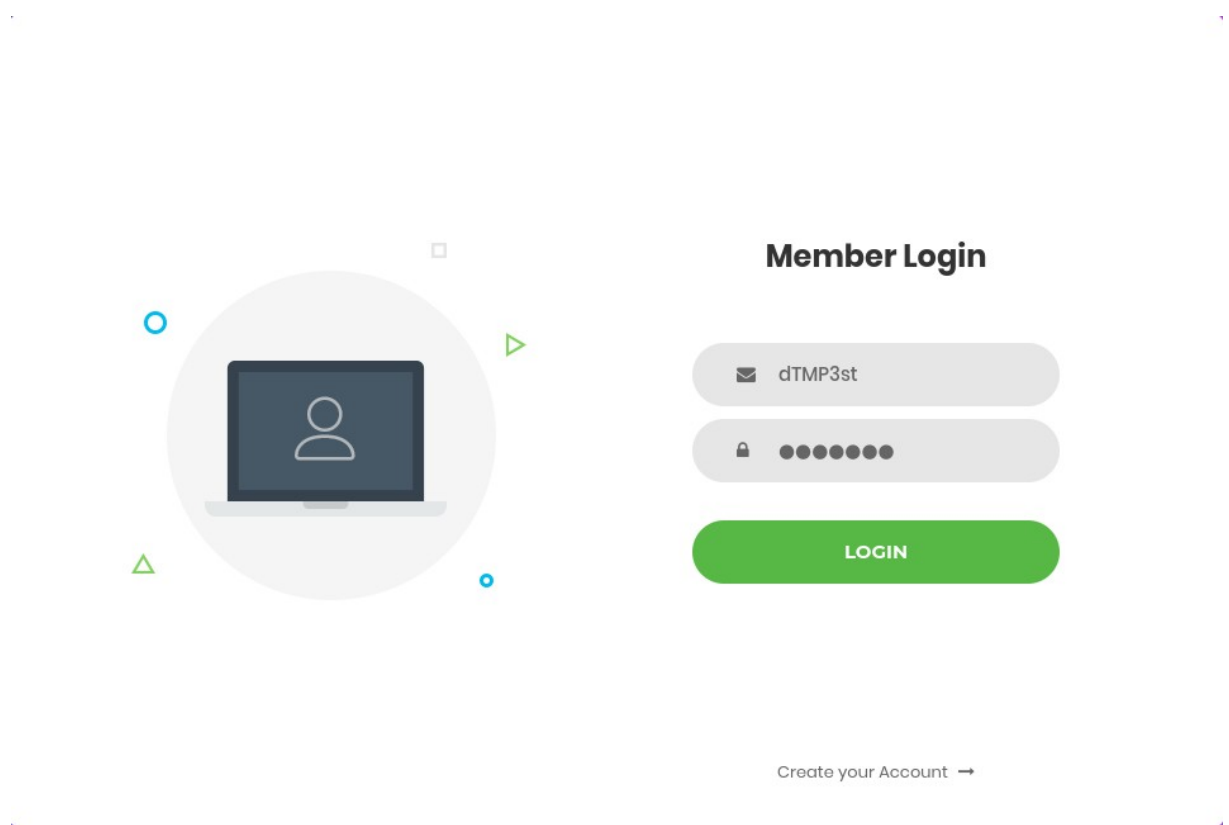 Member Login
dTMP3st
●●●●●●●
LOGIN
Create your Account →